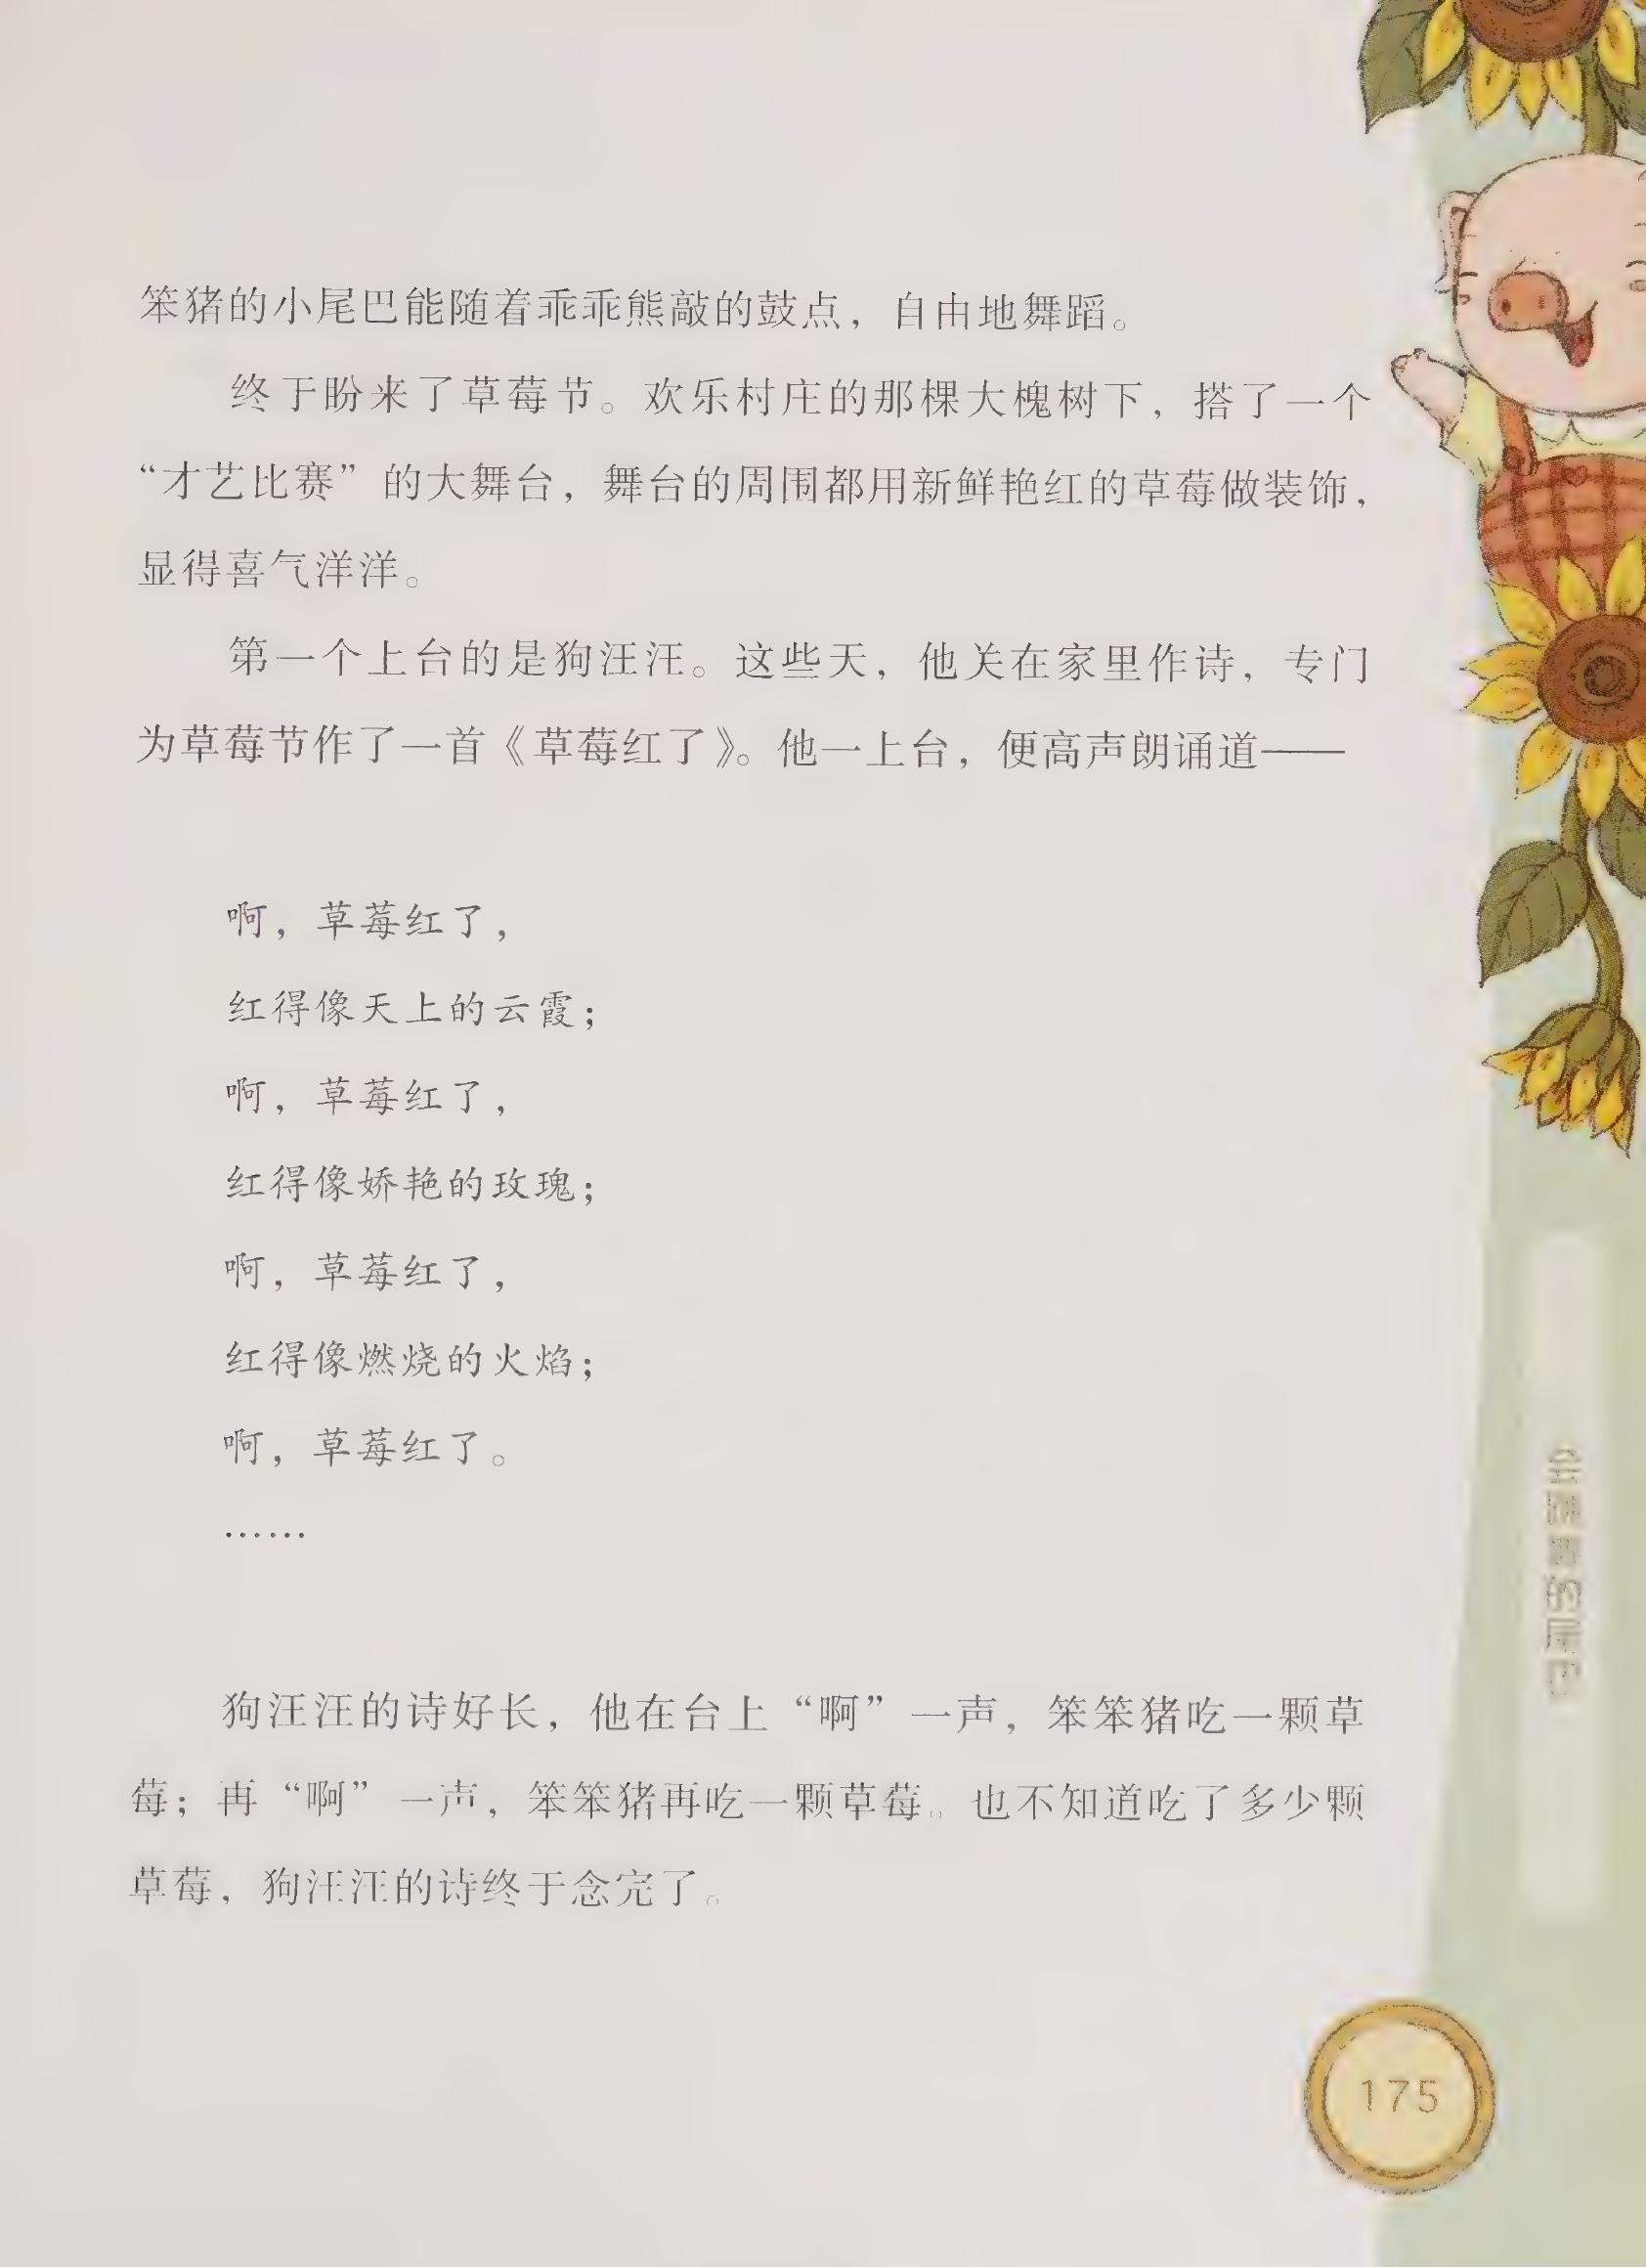 笨猪的小尾巴能随着乖乖熊敲的鼓点，自由地舞蹈。
终于盼来了草莓节。欢乐村庄的那棵大槐树下，搭了一个
“才艺比赛”的大舞台，舞台的周围都用新鲜艳红的草莓做装饰，
显得喜气洋洋。
第一个上台的是狗汪汪。这些天，他关在家里作诗，专门
为草莓节作了一首《草莓红了》。他一上台，便高声朗诵道——
啊，草莓红了，
红得像天上的云霞；
啊，草莓红了，
红得像娇艳的玫瑰；
啊，草莓红了，
红得像燃烧的火焰；
啊，草莓红了。
……
狗汪汪的诗好长，他在台上“啊”一声，笨笨猪吃一颗草
莓；再“啊”一声，笨笨猪再吃一颗草莓。也不知道吃了多少颗
草莓，狗汪汪的诗终于念完了。
的尾巴
175